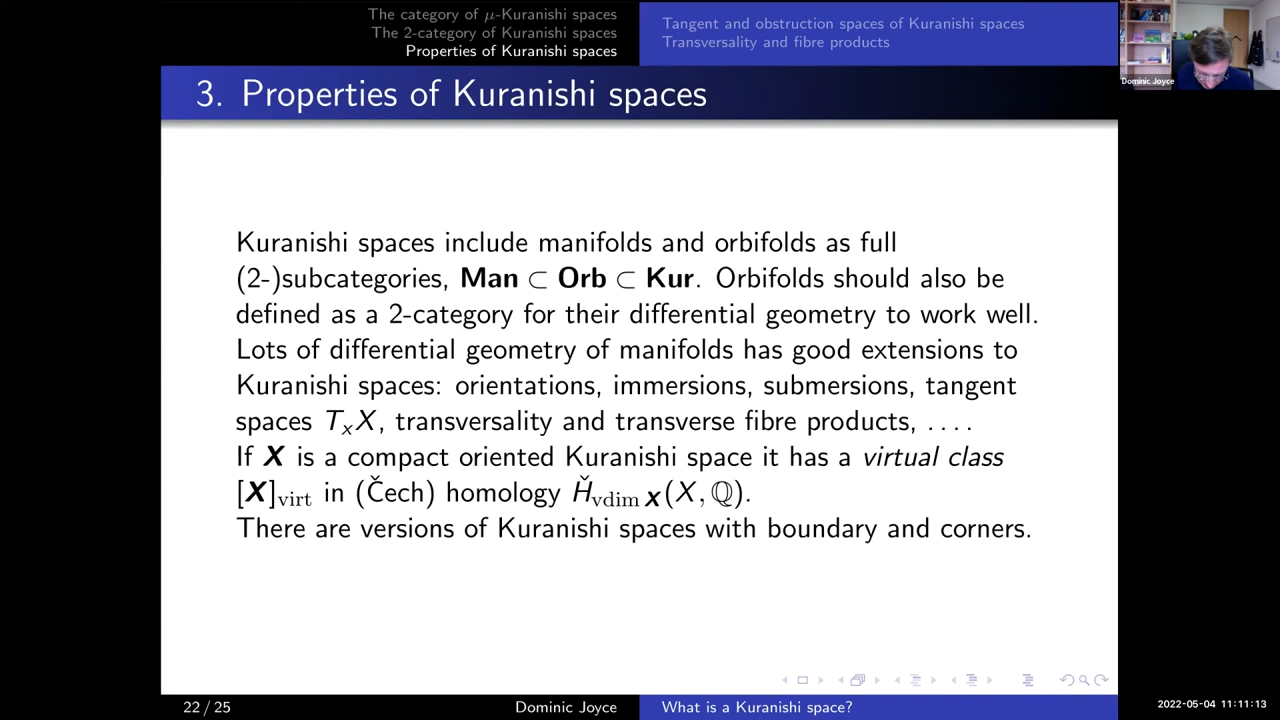 The category of μ-Kuranishi spaces
The 2-category of Kuranishi spaces
Properties of Kuranishi spaces
Tangent and obstruction spaces of Kuranishi spaces
Transversality and fibre products
Dominic Joyce
3. Properties of Kuranishi spaces
Kuranishi spaces include manifolds and orbifolds as full
(2-)subcategories, Man ⊂ Orb ⊂ Kur. Orbifolds should also be
defined as a 2-category for their differential geometry to work well.
Lots of differential geometry of manifolds has good extensions to
Kuranishi spaces: orientations, immersions, submersions, tangent
spaces TₓX, transversality and transverse fibre products, . . . .
If X is a compact oriented Kuranishi space it has a virtual class
[X]virt in (Čech) homology Ȟvdim X(X, ℚ).
There are versions of Kuranishi spaces with boundary and corners.
22 / 25
Dominic Joyce
What is a Kuranishi space?
2022-05-04 11:11:13